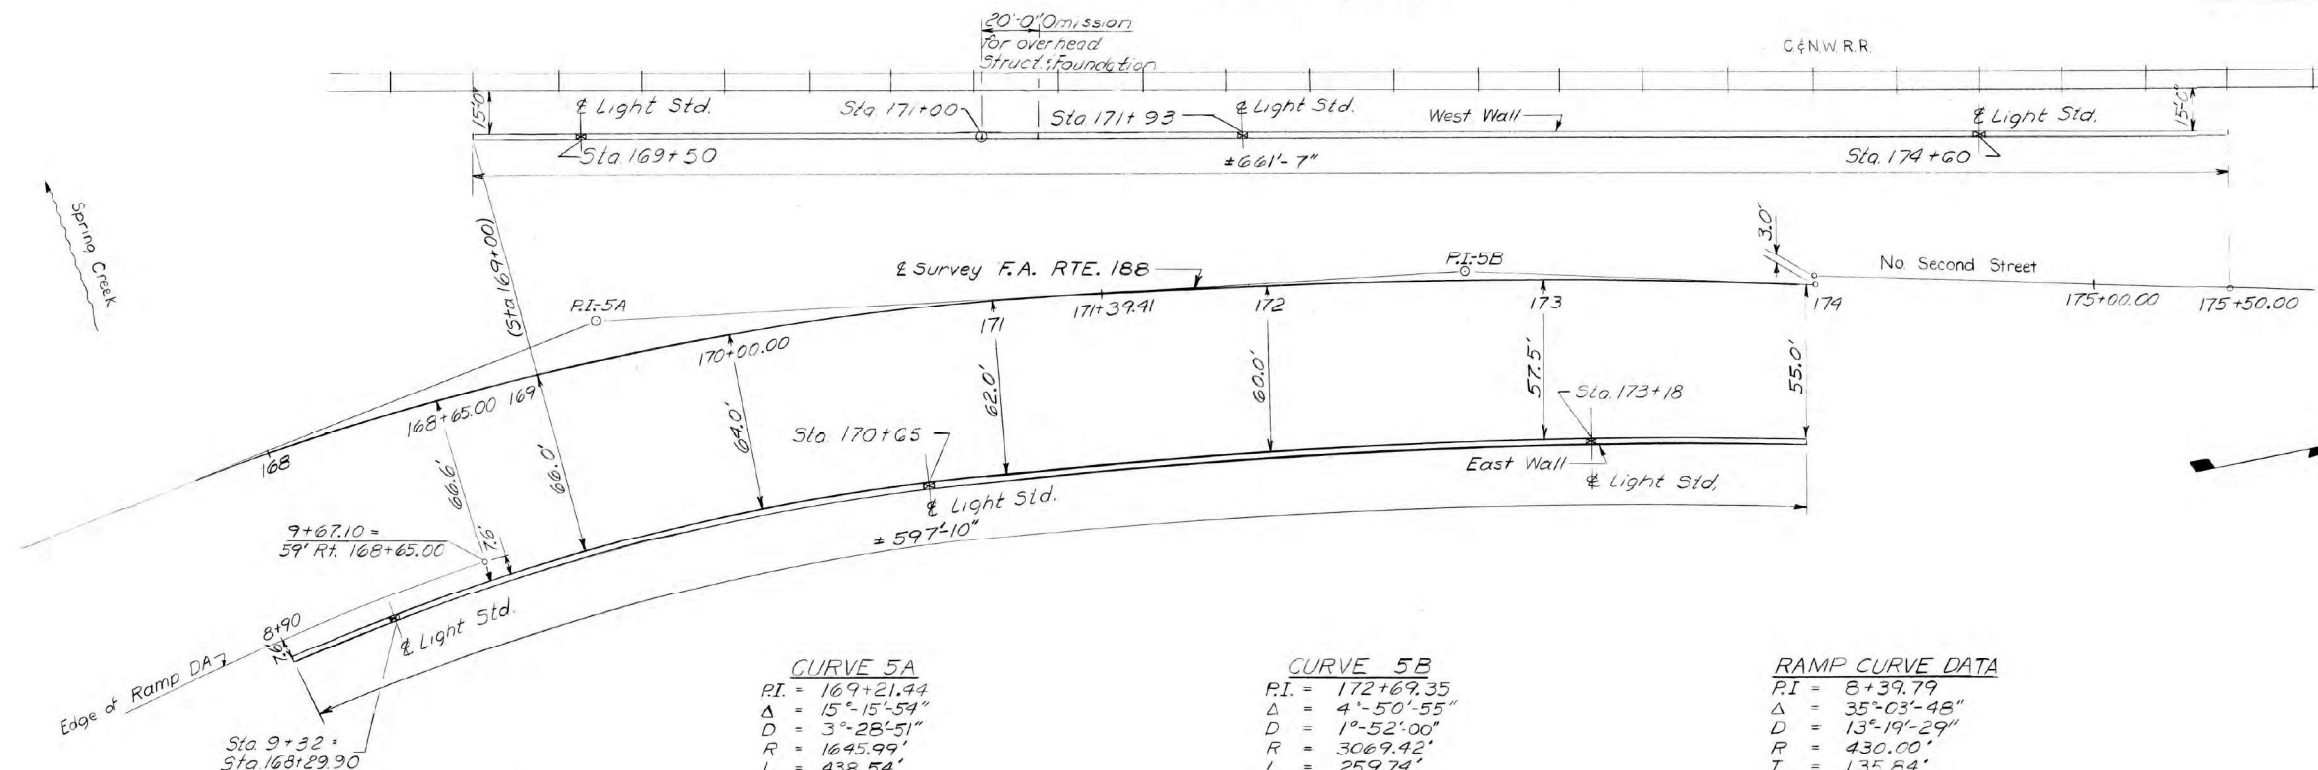 20'-0" Omission
for overhead
Struct. Foundation
C.&N.W. R.R.
15'-0"
℄ Light Std.
Sta. 171+00
Sta. 171+93
℄ Light Std.
West Wall
℄ Light Std.
15'-0"
Sta. 169+50
±661'-7"
Sta. 174+60
Spring Creek
(Sta 169+00)
℄ Survey F.A. RTE. 188
P.I.-5B
3.0'
No. Second Street
P.I.-5A
171
171+39.41
172
173
174
175+00.00
175+50.00
170+00.00
168+65.00
169
168
66.6'
66.0'
64.0'
62.0'
60.0'
57.5'
55.0'
Sta. 173+18
Sta. 170+65
East Wall
℄ Light Std.
℄ Light Std.
9+67.10 =
59' Rt. 168+65.00
7.6'
±597'-10"
8+90
7.6'
℄ Light Std.
Edge of Ramp DA
Sta. 9+32 =
Sta. 168+29.90
CURVE 5A
P.I. = 169+21.44
Δ = 15°-15'-54"
D = 3°-28'-51"
R = 1645.99'
L = 438.54'
CURVE 5B
P.I. = 172+69.35
Δ = 4°-50'-55"
D = 1°-52'-00"
R = 3069.42'
L = 259.74'
RAMP CURVE DATA
P.I = 8+39.79
Δ = 35°-03'-48"
D = 13°-19'-29"
R = 430.00'
T = 135.84'